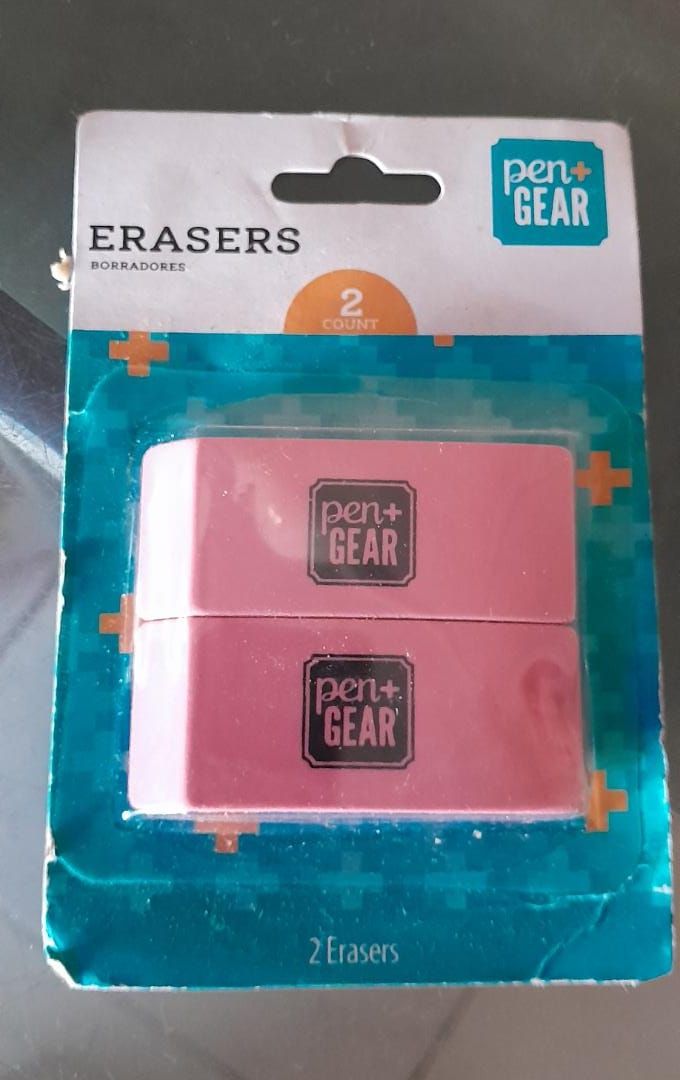 pen+
GEAR
ERASERS
BORRADORES
2
COUNT
pen+
GEAR
pen+
GEAR
2 Erasers